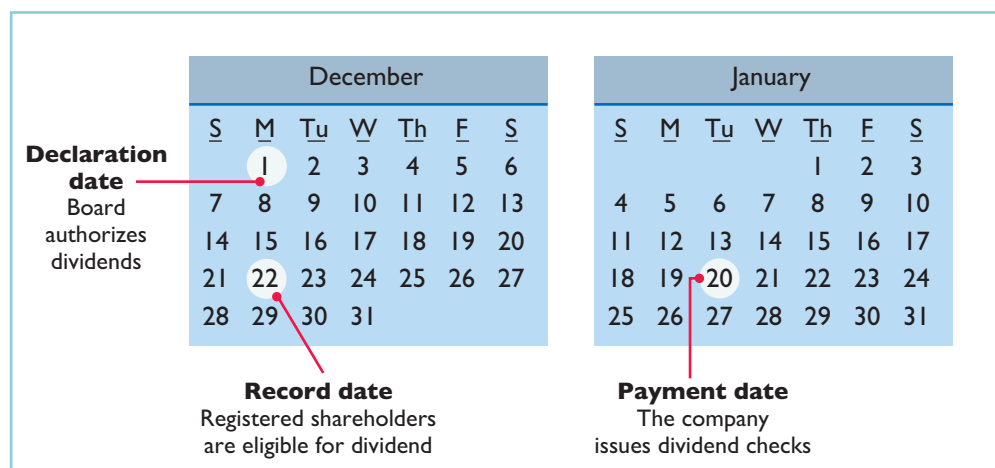 December
S M Tu W Th F S
1 2 3 4 5 6
7 8 9 10 11 12 13
14 15 16 17 18 19 20
21 22 23 24 25 26 27
28 29 30 31
January
S M Tu W Th F S
1 2 3
4 5 6 7 8 9 10
11 12 13 14 15 16 17
18 19 20 21 22 23 24
25 26 27 28 29 30 31
Declaration
date
Board
authorizes
dividends
Record date
Registered shareholders
are eligible for dividend
Payment date
The company
issues dividend checks